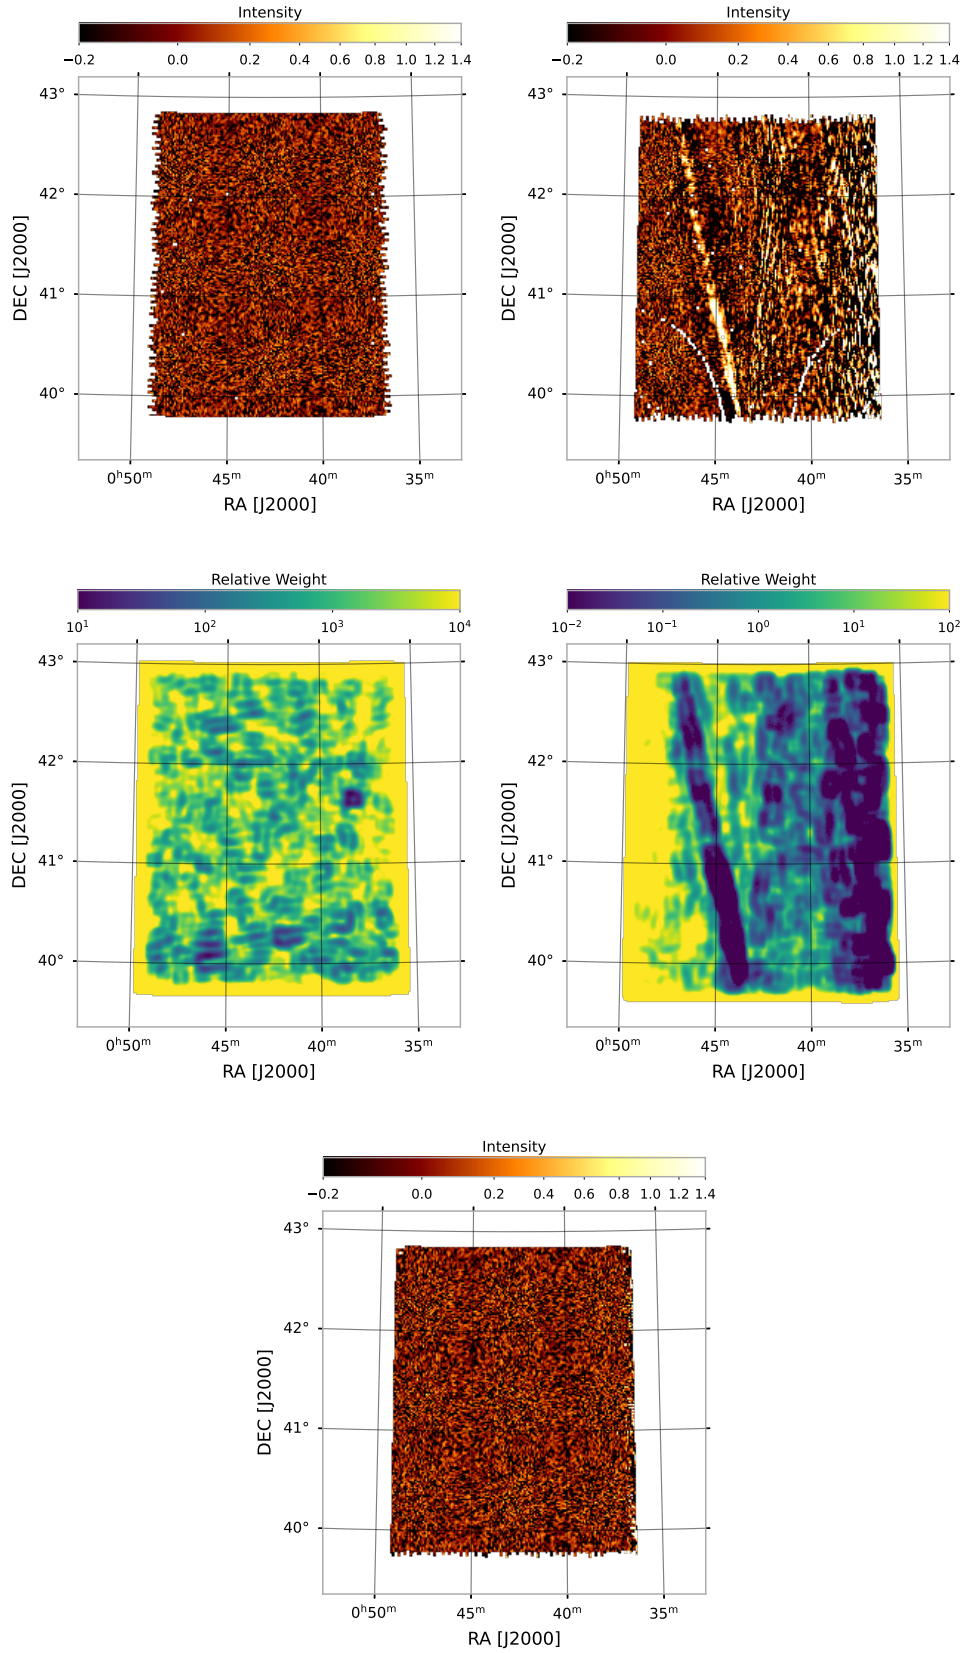 Intensity
−0.2 0.0 0.2 0.4 0.6 0.8 1.0 1.2 1.4
43°
42°
41°
40°
DEC [J2000]
0ʰ50ᵐ 45ᵐ 40ᵐ 35ᵐ
RA [J2000]
Intensity
−0.2 0.0 0.2 0.4 0.6 0.8 1.0 1.2 1.4
43°
42°
41°
40°
DEC [J2000]
0ʰ50ᵐ 45ᵐ 40ᵐ 35ᵐ
RA [J2000]
Relative Weight
10¹ 10² 10³ 10⁴
43°
42°
41°
40°
DEC [J2000]
0ʰ50ᵐ 45ᵐ 40ᵐ 35ᵐ
RA [J2000]
Relative Weight
10⁻² 10⁻¹ 10⁰ 10¹ 10²
43°
42°
41°
40°
DEC [J2000]
0ʰ50ᵐ 45ᵐ 40ᵐ 35ᵐ
RA [J2000]
Intensity
−0.2 0.0 0.2 0.4 0.6 0.8 1.0 1.2 1.4
43°
42°
41°
40°
DEC [J2000]
0ʰ50ᵐ 45ᵐ 40ᵐ 35ᵐ
RA [J2000]